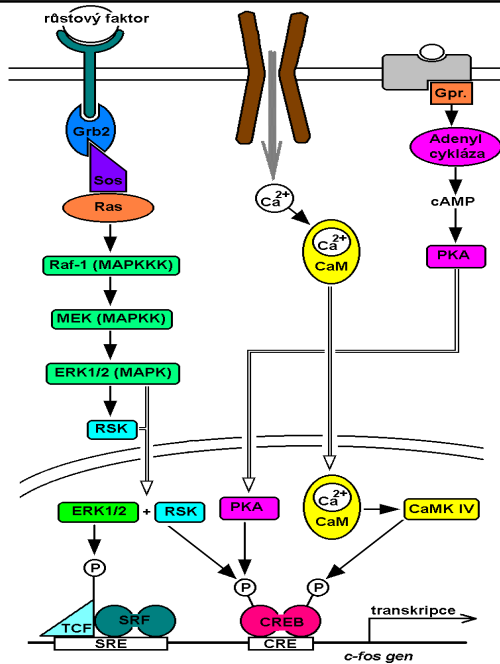 růstový faktor
Gpr.
Grb2
Adenyl
cykláza
Sos
Ras
Ca2+
cAMP
Ca2+
CaM
PKA
Raf-1 (MAPKKK)
MEK (MAPKK)
ERK1/2 (MAPK)
RSK
ERK1/2 + RSK
PKA
Ca2+
CaM
CaMK IV
P
P
P
TCF
SRF
CREB
transkripce
SRE
CRE
c-fos gen